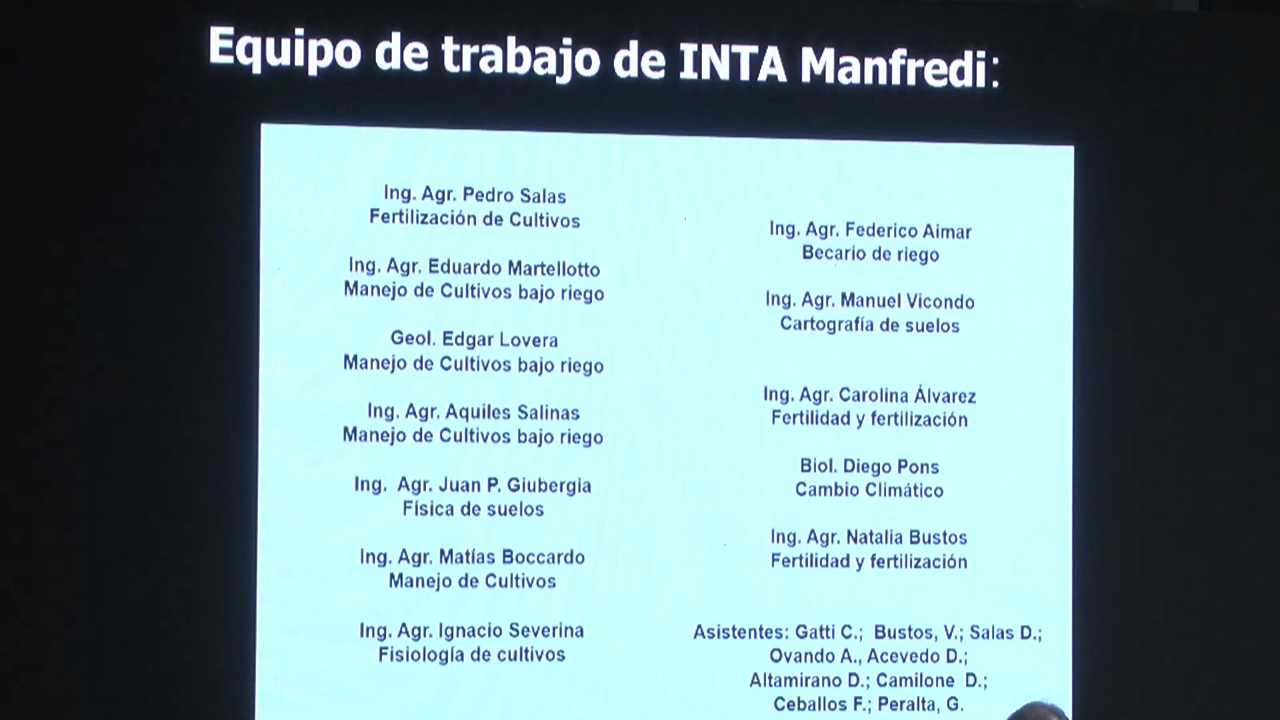 Equipo de trabajo de INTA Manfredi:
Ing. Agr. Pedro Salas
Fertilización de Cultivos
Ing. Agr. Eduardo Martellotto
Manejo de Cultivos bajo riego
Geol. Edgar Lovera
Manejo de Cultivos bajo riego
Ing. Agr. Aquiles Salinas
Manejo de Cultivos bajo riego
Ing. Agr. Juan P. Giubergia
Física de suelos
Ing. Agr. Matías Boccardo
Manejo de Cultivos
Ing. Agr. Ignacio Severina
Fisiología de cultivos
Ing. Agr. Federico Aimar
Becario de riego
Ing. Agr. Manuel Vicondo
Cartografía de suelos
Ing. Agr. Carolina Álvarez
Fertilidad y fertilización
Biol. Diego Pons
Cambio Climático
Ing. Agr. Natalia Bustos
Fertilidad y fertilización
Asistentes: Gatti C.; Bustos, V.; Salas D.;
Ovando A., Acevedo D.;
Altamirano D.; Camilone D.;
Ceballos F.; Peralta, G.